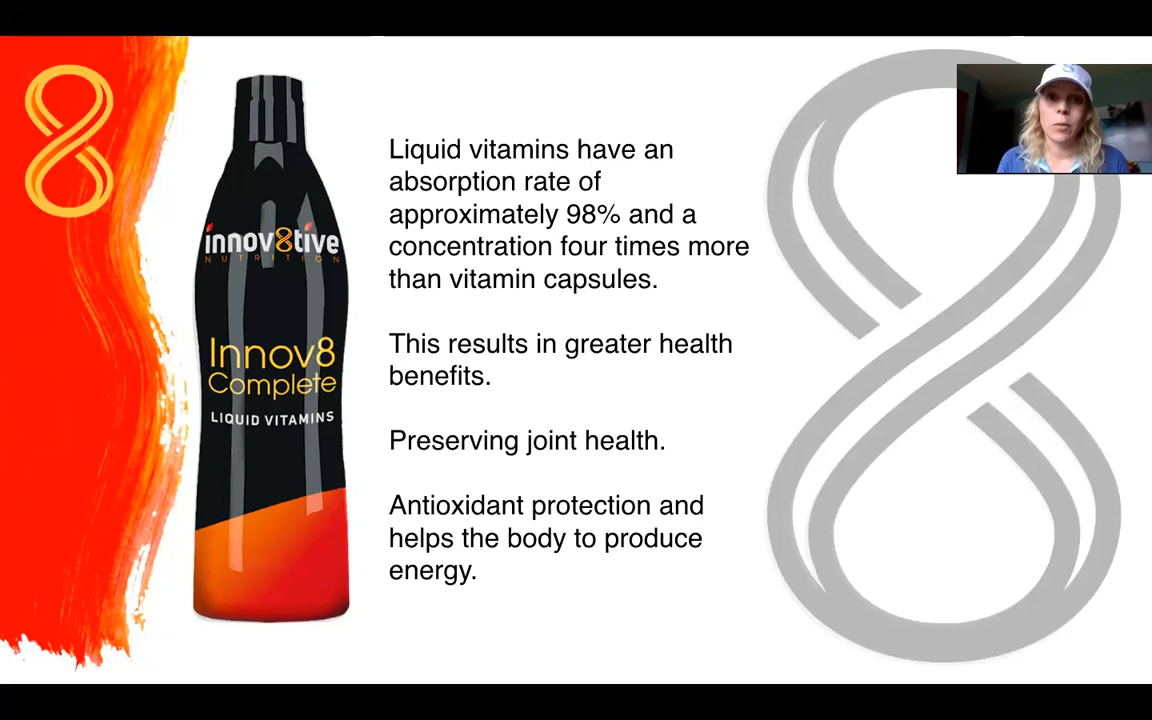 innov8tive
NUTRITION
Innov8
Complete
LIQUID VITAMINS
Liquid vitamins have an
absorption rate of
approximately 98% and a
concentration four times more
than vitamin capsules.
This results in greater health
benefits.
Preserving joint health.
Antioxidant protection and
helps the body to produce
energy.